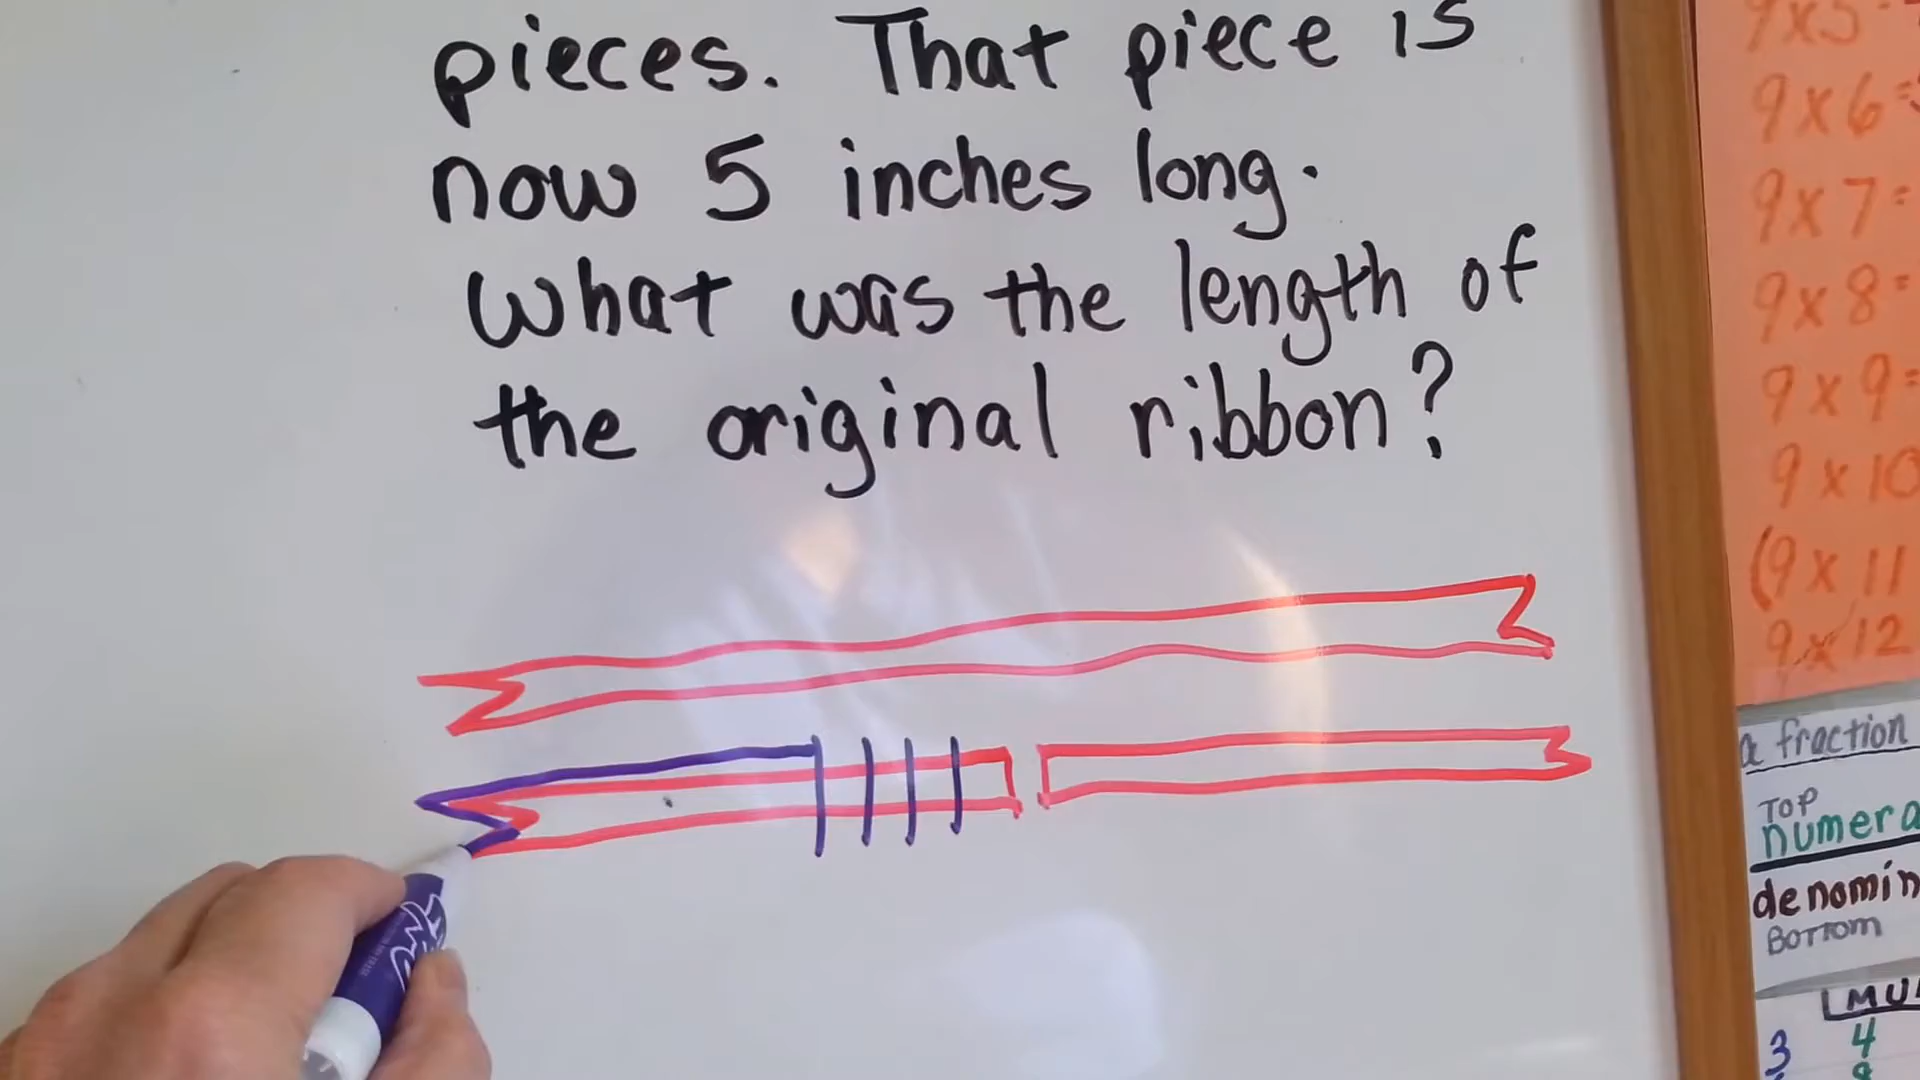 pieces. That piece is
now 5 inches long.
What was the length of
the original ribbon?
9x5
9x6=
9x7=
9x8=
9x9=
9x10
(9x11
9x12
a fraction
TOP
numera
denomin
BOTTOM
MU
3 4